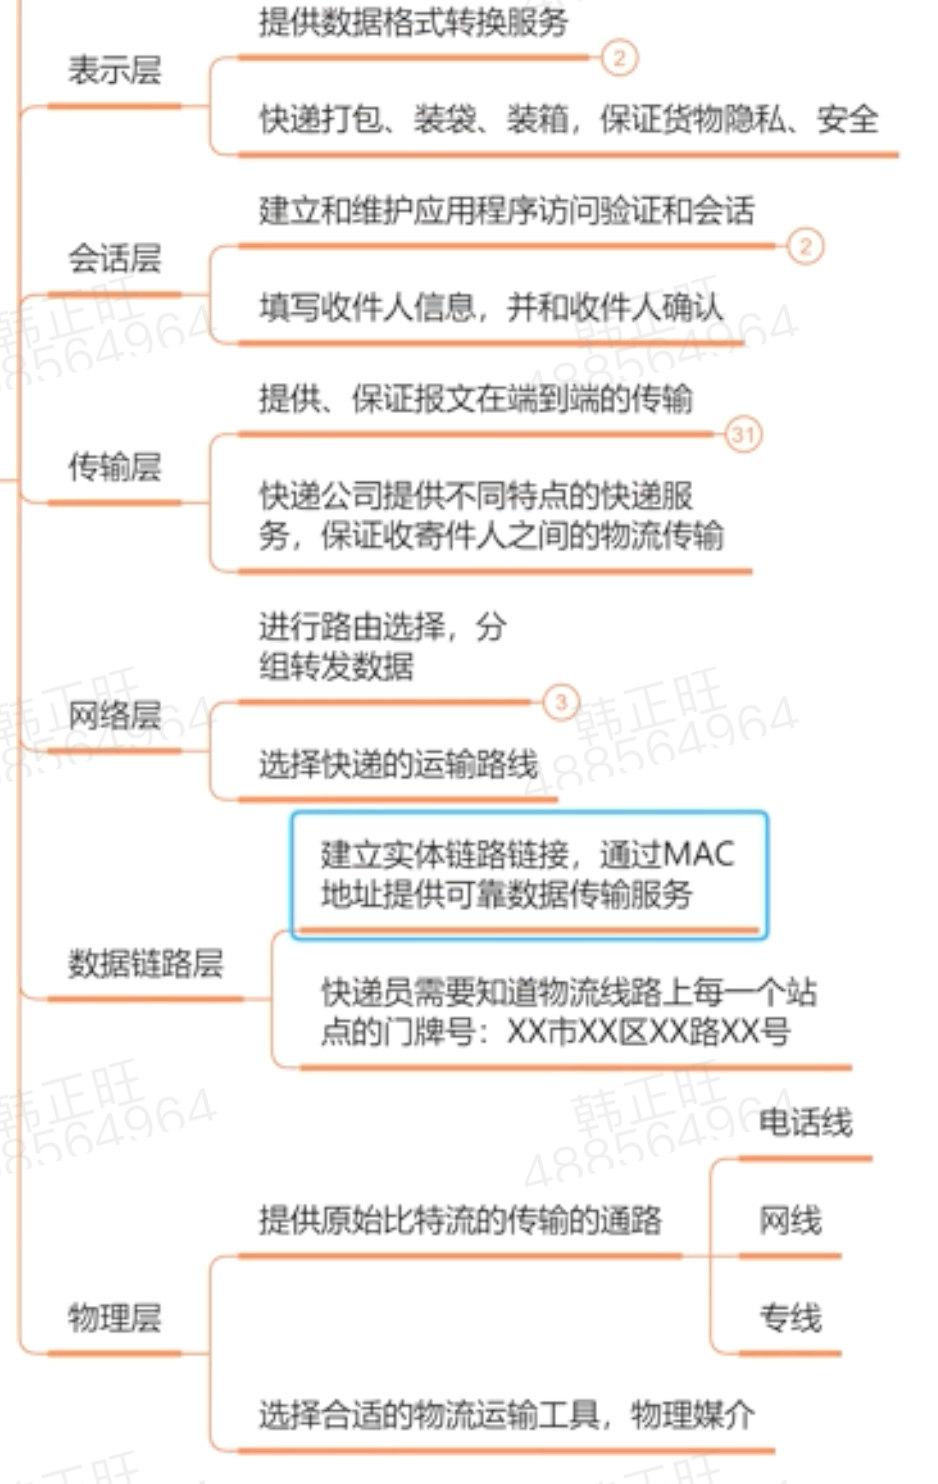 提供数据格式转换服务
2
表示层
快递打包、装袋、装箱，保证货物隐私、安全
建立和维护应用程序访问验证和会话
2
会话层
填写收件人信息，并和收件人确认
提供、保证报文在端到端的传输
31
传输层
快递公司提供不同特点的快递服
务，保证收寄件人之间的物流传输
进行路由选择，分
组转发数据
3
网络层
选择快递的运输路线
建立实体链路链接，通过MAC
地址提供可靠数据传输服务
数据链路层
快递员需要知道物流线路上每一个站
点的门牌号：XX市XX区XX路XX号
电话线
提供原始比特流的传输的通路
网线
物理层
专线
选择合适的物流运输工具，物理媒介
韩正旺
488564964
韩正旺
488564964
韩正旺
488564964